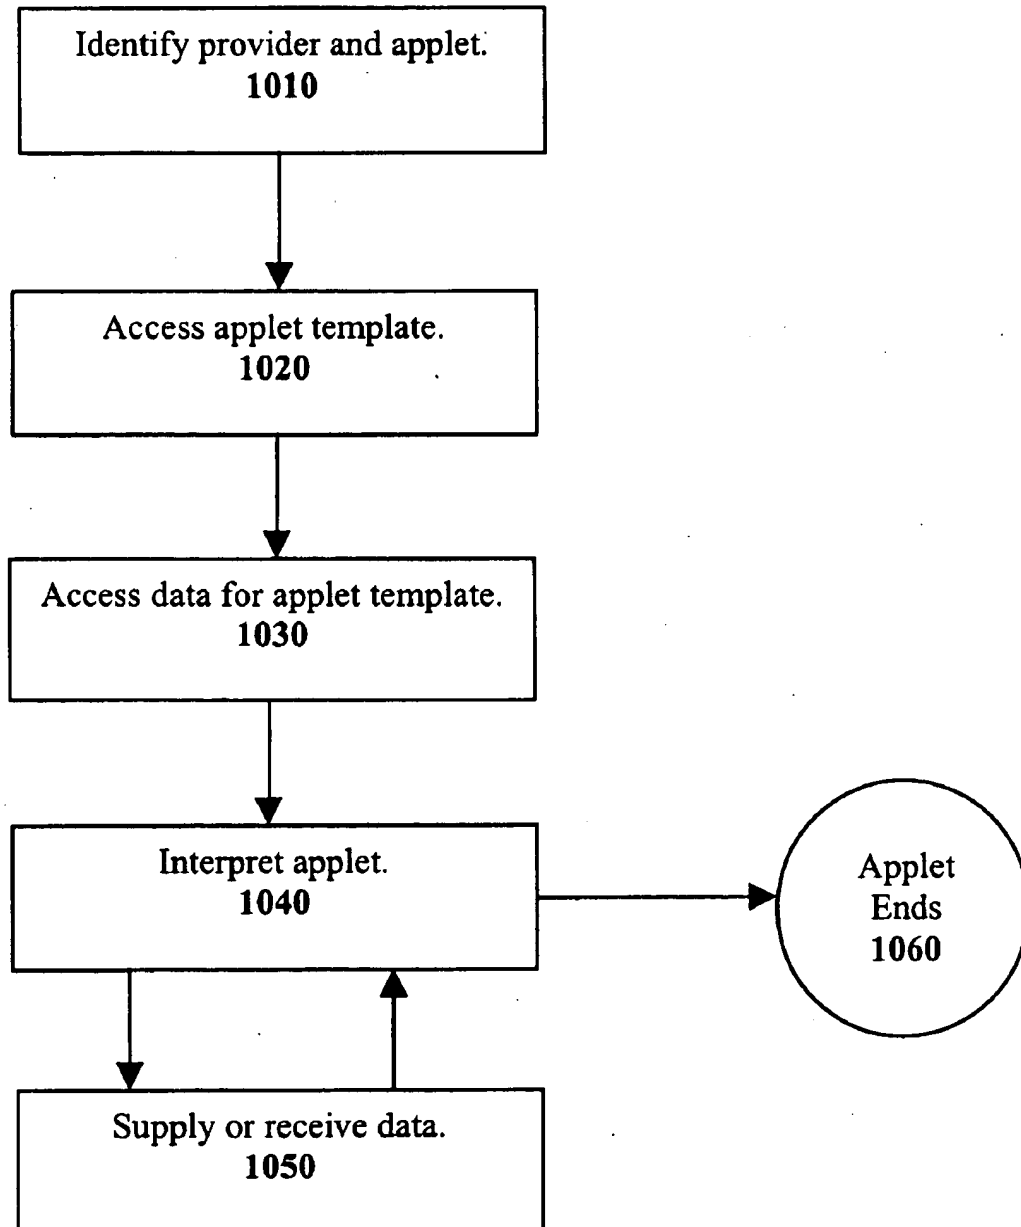 Identify provider and applet.
1010
Access applet template.
1020
Access data for applet template.
1030
Interpret applet.
1040
Applet
Ends
1060
Supply or receive data.
1050